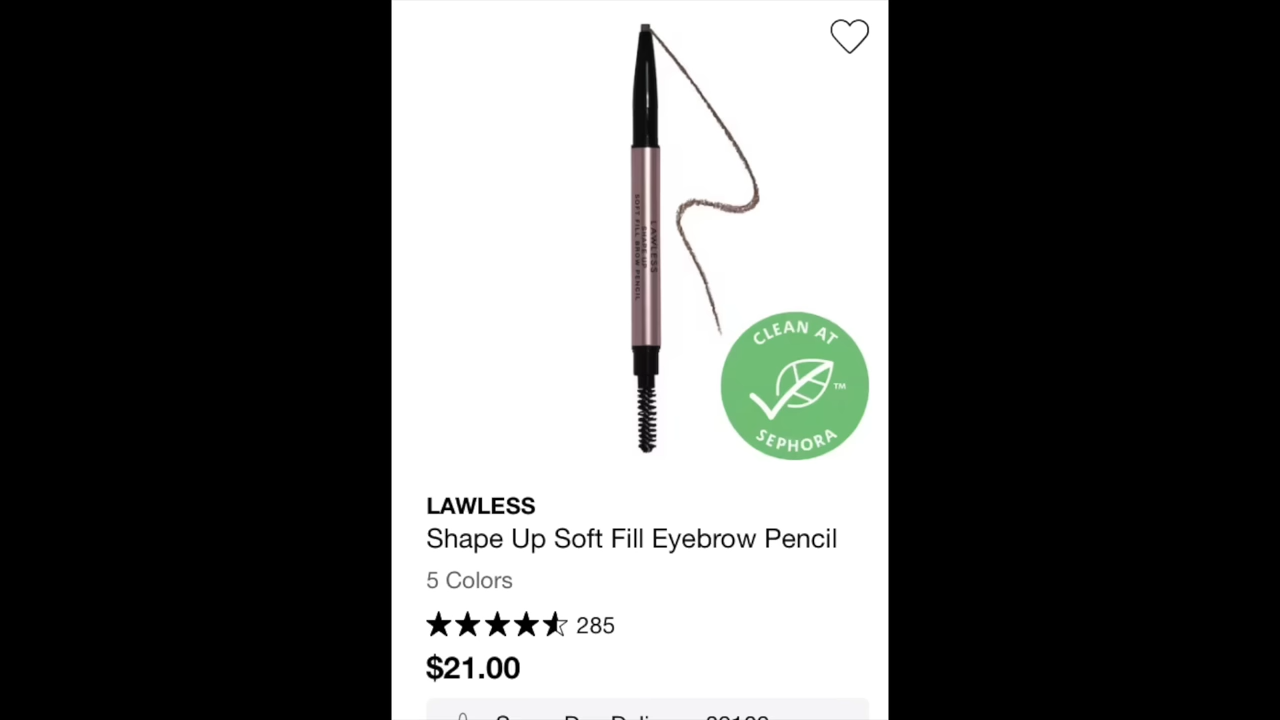 LAWLESS
SHAPE UP
SOFT FILL BROW PENCIL
CLEAN AT
TM
SEPHORA
LAWLESS
Shape Up Soft Fill Eyebrow Pencil
5 Colors
285
$21.00